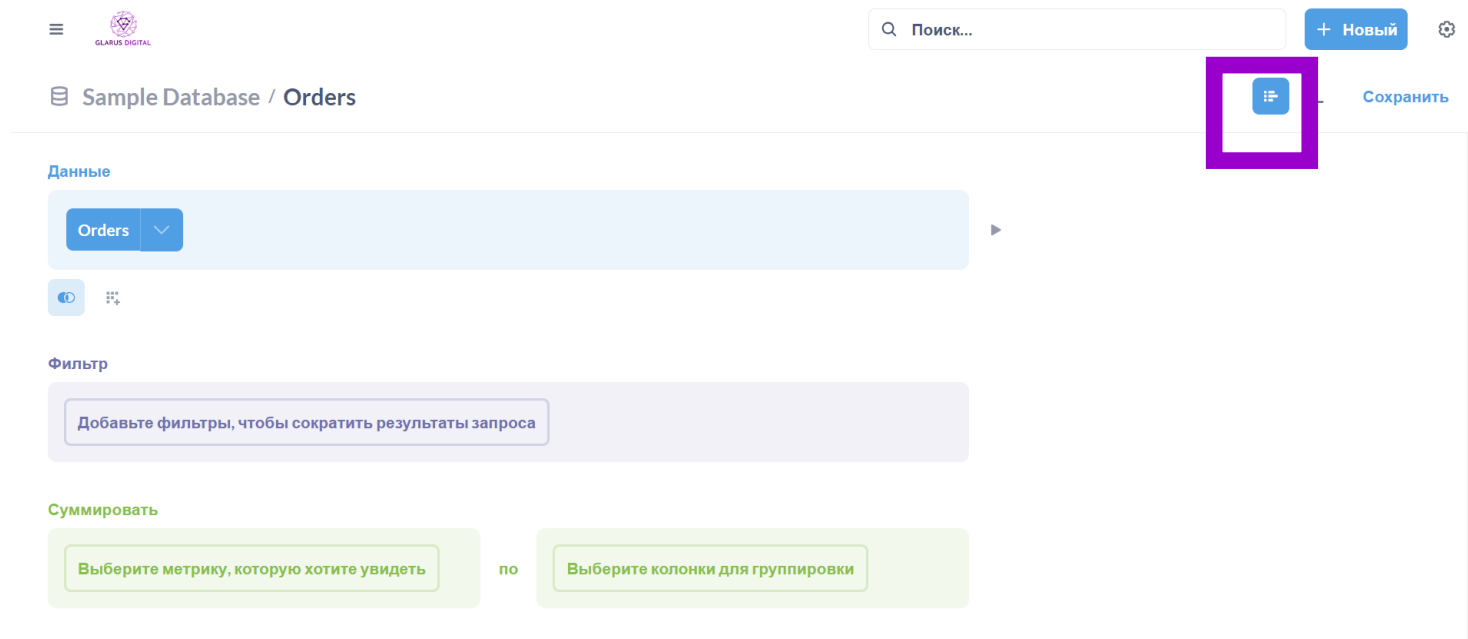 GLARUS DIGITAL
Поиск...
+ Новый
Sample Database / Orders
Сохранить
Данные
Orders
Фильтр
Добавьте фильтры, чтобы сократить результаты запроса
Суммировать
Выберите метрику, которую хотите увидеть по Выберите колонки для группировки